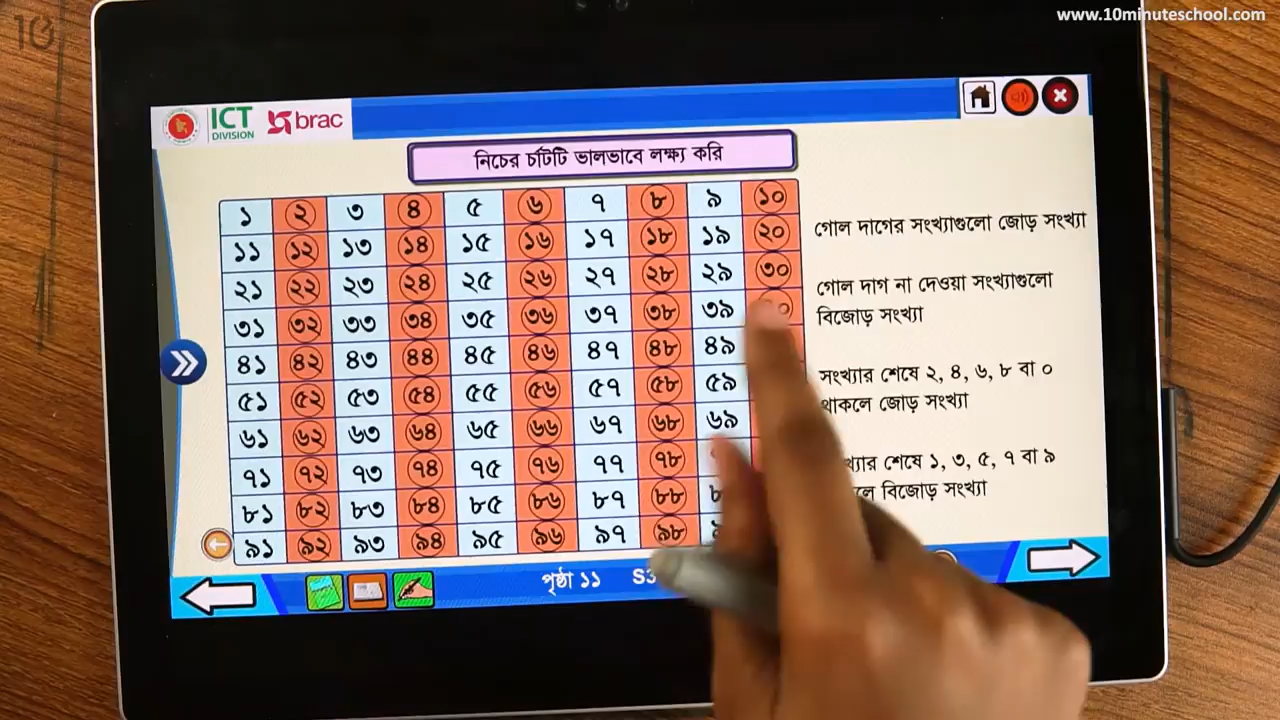 10
www.10minuteschool.com
ICT
DIVISION
brac
নিচের চার্টটি ভালভাবে লক্ষ্য করি
১ ২ ৩ ৪ ৫ ৬ ৭ ৮ ৯ ১০
১১ ১২ ১৩ ১৪ ১৫ ১৬ ১৭ ১৮ ১৯ ২০
২১ ২২ ২৩ ২৪ ২৫ ২৬ ২৭ ২৮ ২৯ ৩০
৩১ ৩২ ৩৩ ৩৪ ৩৫ ৩৬ ৩৭ ৩৮ ৩৯
৪১ ৪২ ৪৩ ৪৪ ৪৫ ৪৬ ৪৭ ৪৮ ৪৯
৫১ ৫২ ৫৩ ৫৪ ৫৫ ৫৬ ৫৭ ৫৮ ৫৯
৬১ ৬২ ৬৩ ৬৪ ৬৫ ৬৬ ৬৭ ৬৮ ৬৯
৭১ ৭২ ৭৩ ৭৪ ৭৫ ৭৬ ৭৭ ৭৮
৮১ ৮২ ৮৩ ৮৪ ৮৫ ৮৬ ৮৭ ৮৮
৯১ ৯২ ৯৩ ৯৪ ৯৫ ৯৬ ৯৭ ৯৮
গোল দাগের সংখ্যাগুলো জোড় সংখ্যা
গোল দাগ না দেওয়া সংখ্যাগুলো
বিজোড় সংখ্যা
সংখ্যার শেষে ২, ৪, ৬, ৮ বা ০
থাকলে জোড় সংখ্যা
শেষে ১, ৩, ৫, ৭ বা ৯
বিজোড় সংখ্যা
পৃষ্ঠা ১১